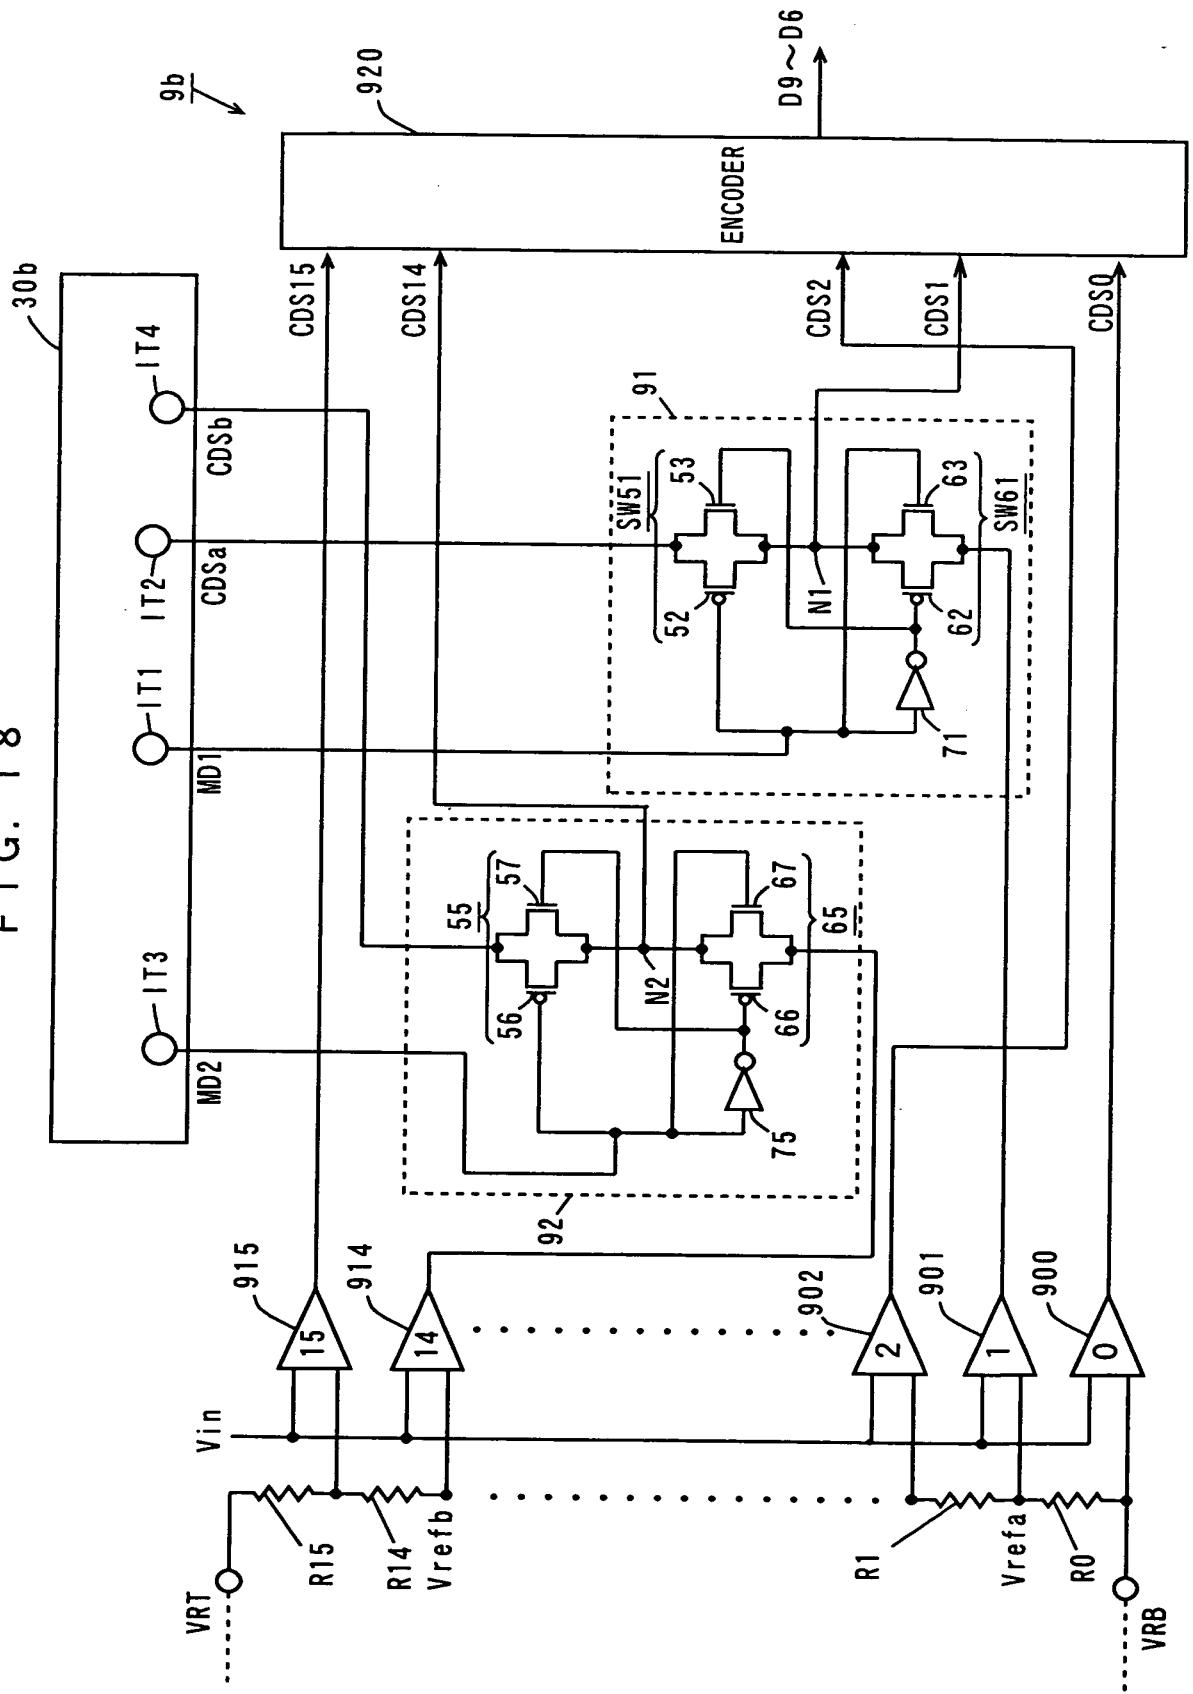 FIG. 18
9b
30b
IT3
IT1
IT2
IT4
MD2
MD1
CDSa
CDSb
VRT
R15
R14
Vrefb
R1
Vrefa
R0
VRB
Vin
915
15
914
14
902
2
901
1
900
0
92
55
56
57
N2
66
67
65
75
91
SW51
52
53
N1
62
63
SW61
71
CDS15
CDS14
CDS2
CDS1
CDS0
920
ENCODER
D9~D6